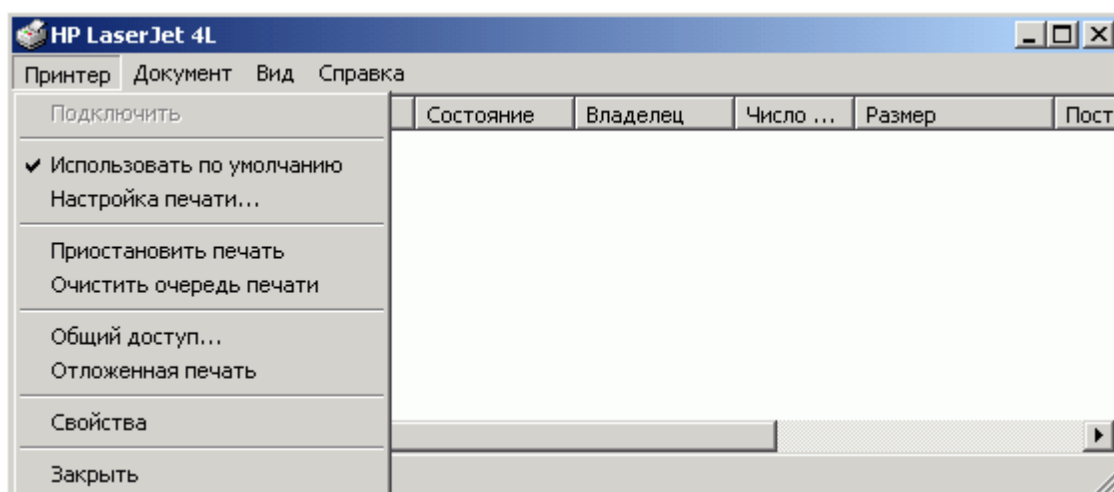 HP LaserJet 4L
Принтер Документ Вид Справка
Подключить
Состояние Владелец Число ... Размер Пост
Использовать по умолчанию
Настройка печати...
Приостановить печать
Очистить очередь печати
Общий доступ...
Отложенная печать
Свойства
Закрыть